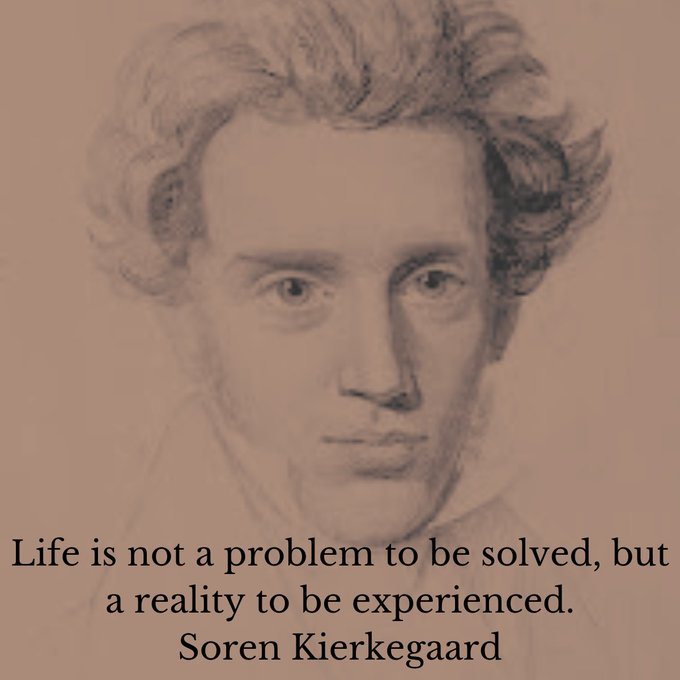 Life is not a problem to be solved, but
a reality to be experienced.
Soren Kierkegaard